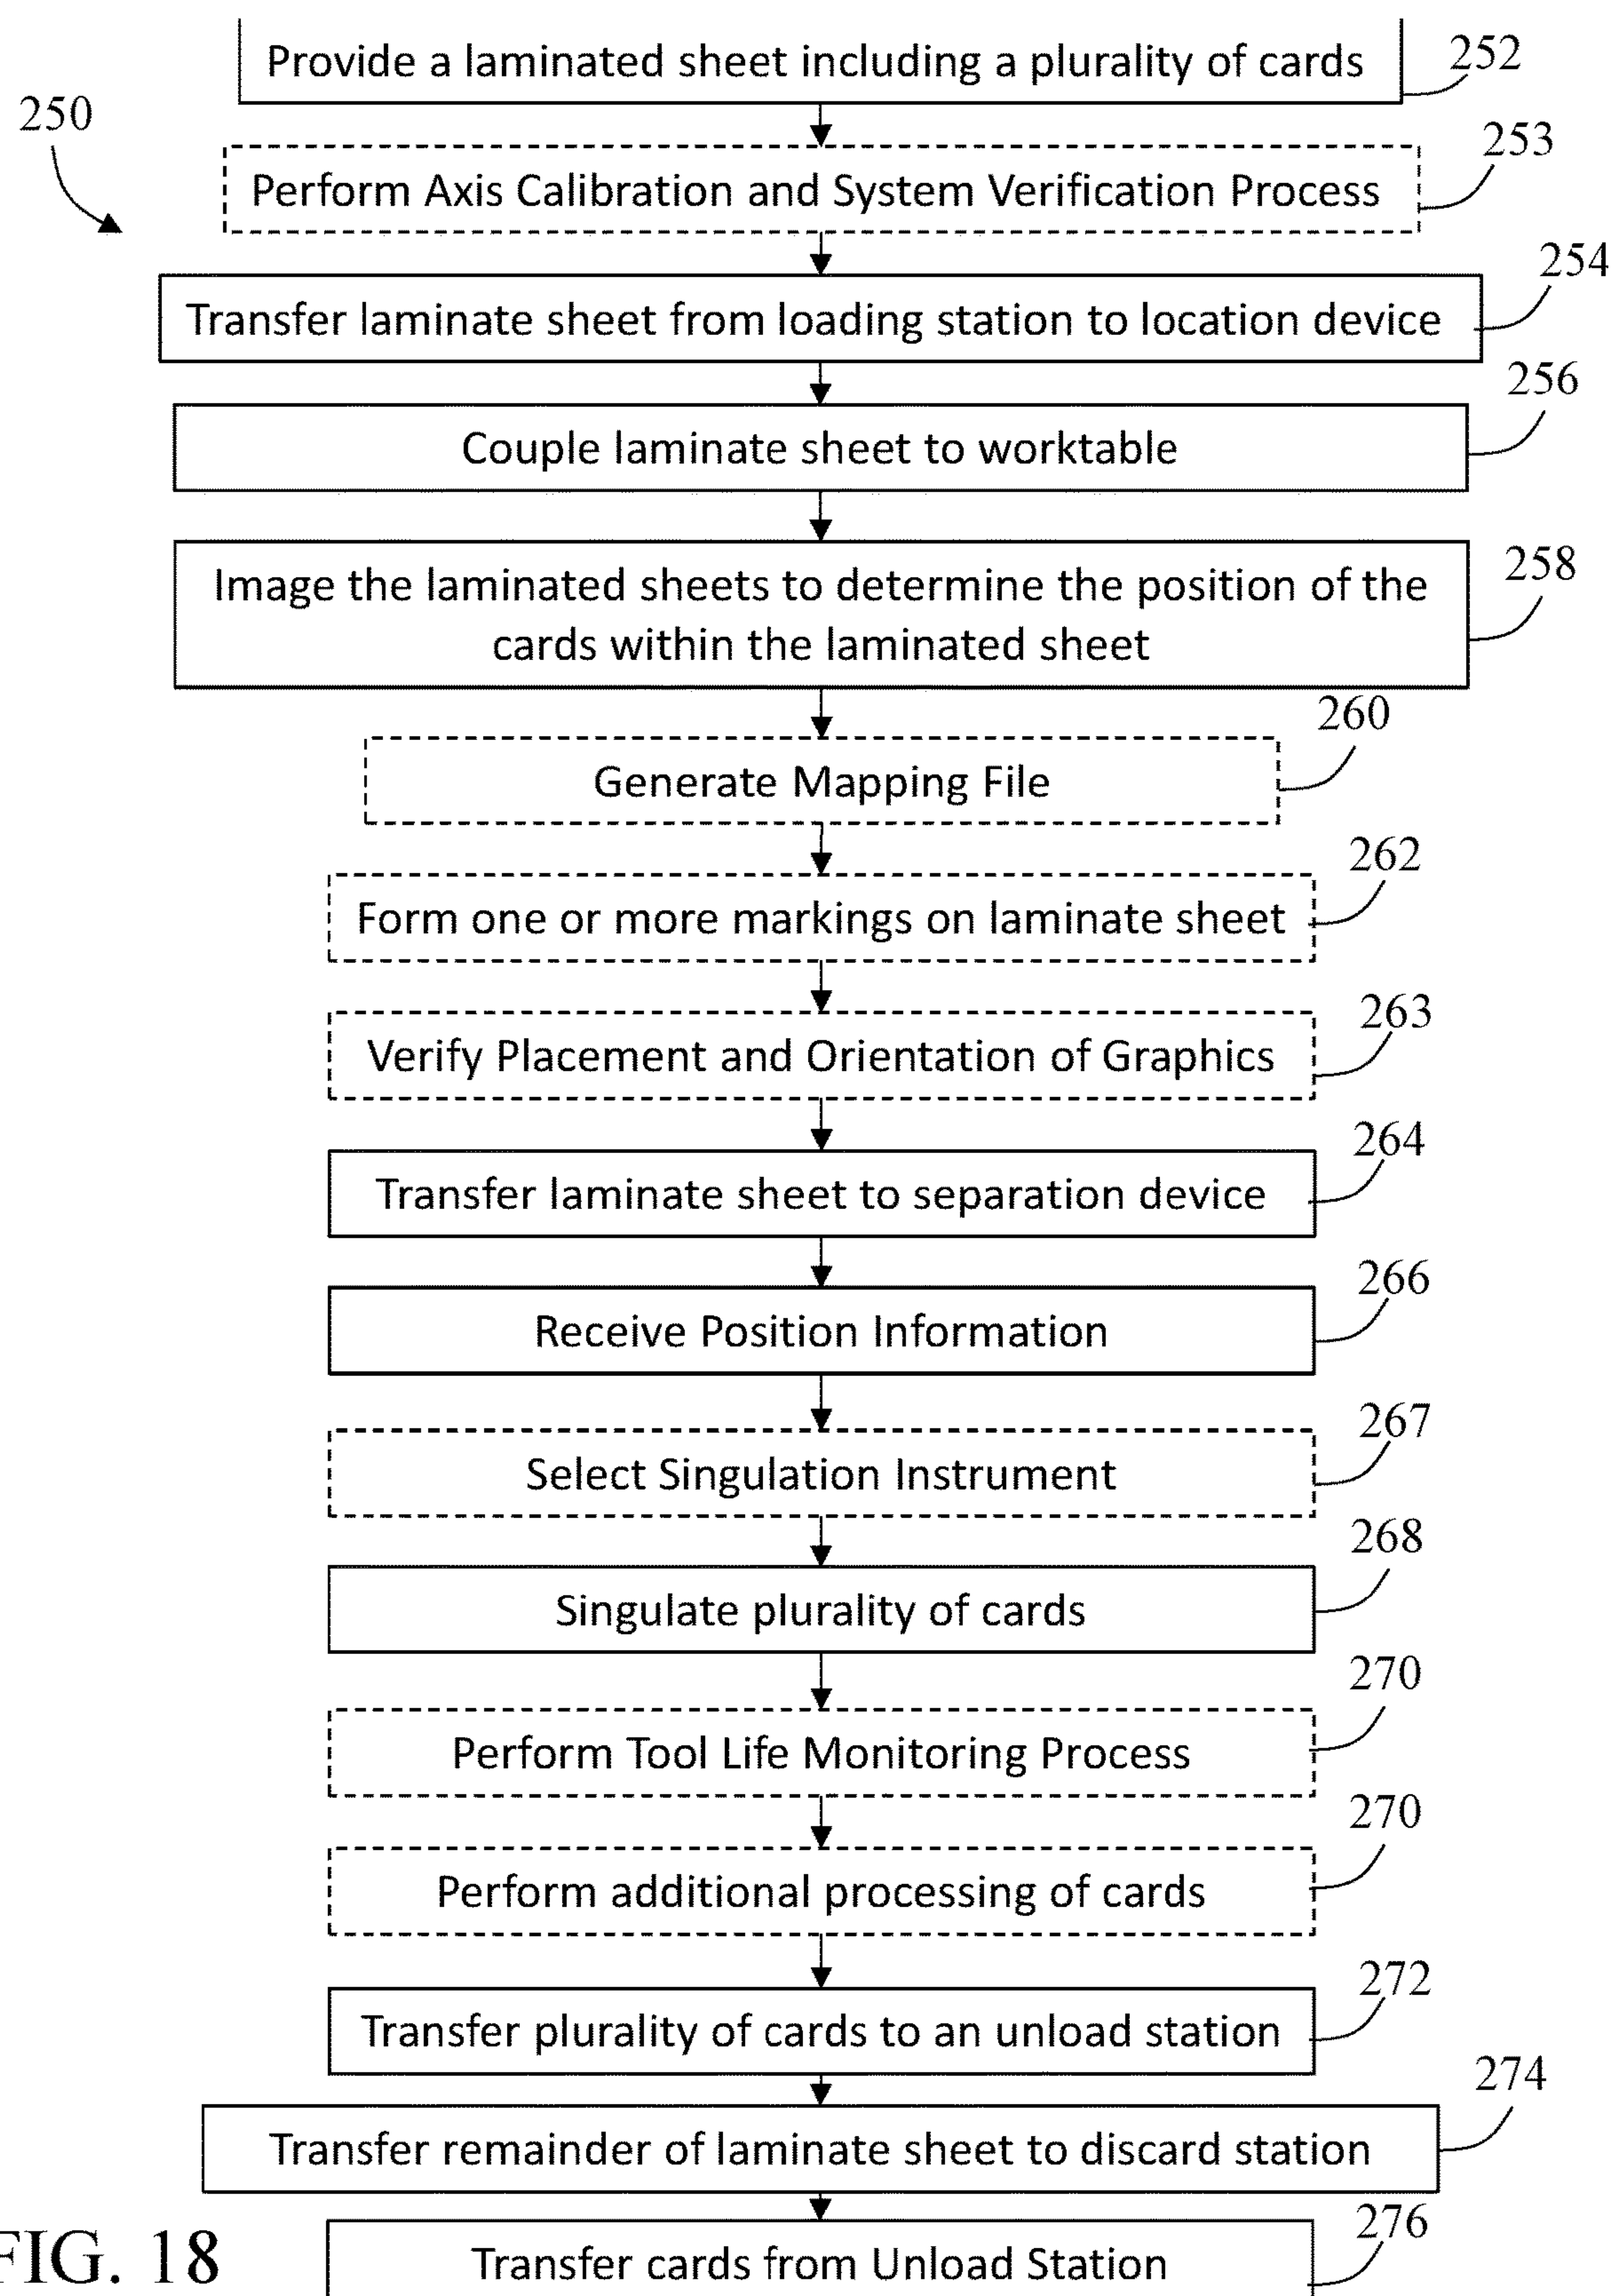 Provide a laminated sheet including a plurality of cards
252
250
253
Perform Axis Calibration and System Verification Process
254
Transfer laminate sheet from loading station to location device
256
Couple laminate sheet to worktable
258
Image the laminated sheets to determine the position of the
cards within the laminated sheet
260
Generate Mapping File
262
Form one or more markings on laminate sheet
263
Verify Placement and Orientation of Graphics
264
Transfer laminate sheet to separation device
266
Receive Position Information
267
Select Singulation Instrument
268
Singulate plurality of cards
270
Perform Tool Life Monitoring Process
270
Perform additional processing of cards
272
Transfer plurality of cards to an unload station
274
Transfer remainder of laminate sheet to discard station
276
Transfer cards from Unload Station
FIG. 18